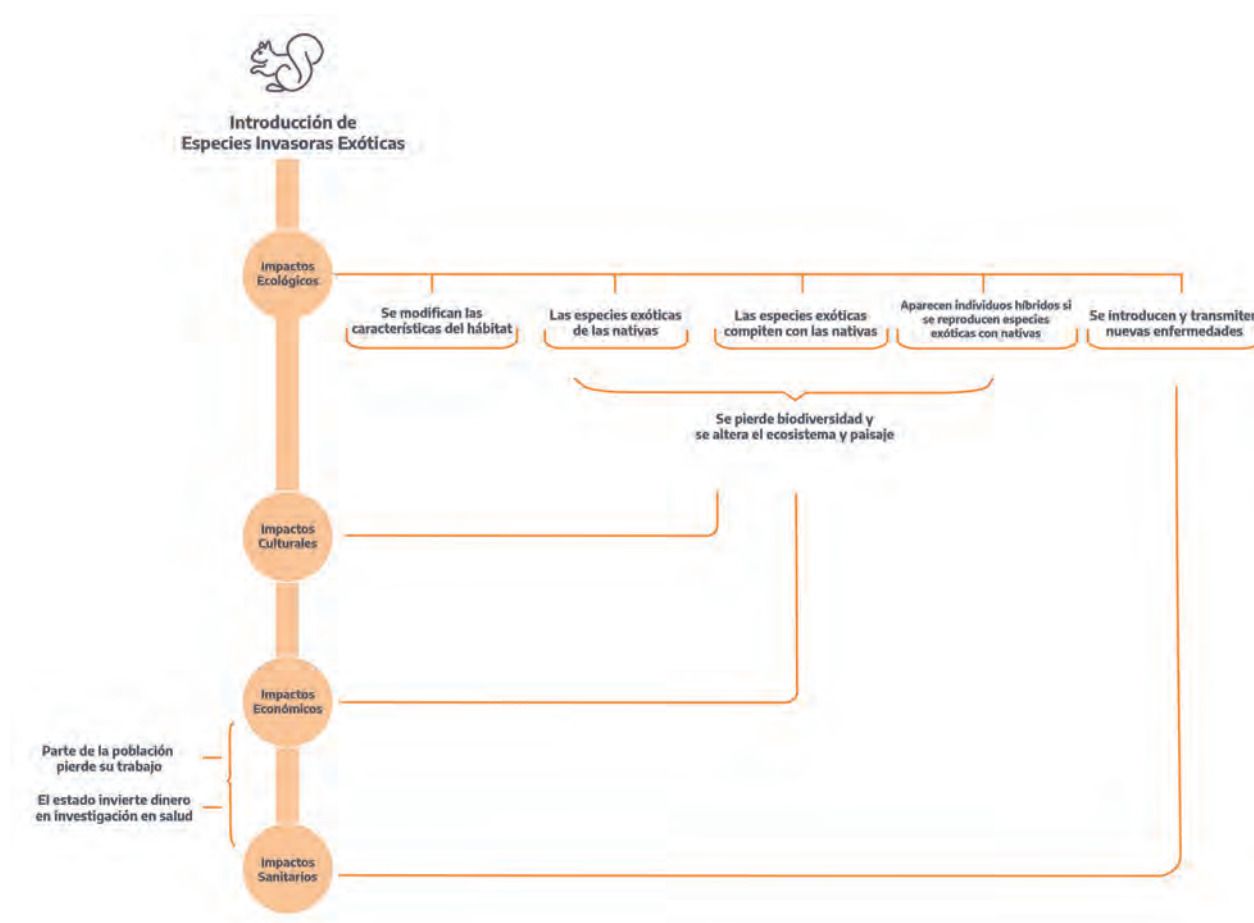 Introducción de
Especies Invasoras Exóticas
Impactos
Ecológicos
Se modifican las
características del hábitat
Las especies exóticas
de las nativas
Las especies exóticas
compiten con las nativas
Aparecen individuos híbridos si
se reproducen especies
exóticas con nativas
Se introducen y transmiten
nuevas enfermedades
Se pierde biodiversidad y
se altera el ecosistema y paisaje
Impactos
Culturales
Impactos
Económicos
Parte de la población
pierde su trabajo
El estado invierte dinero
en investigación en salud
Impactos
Sanitarios